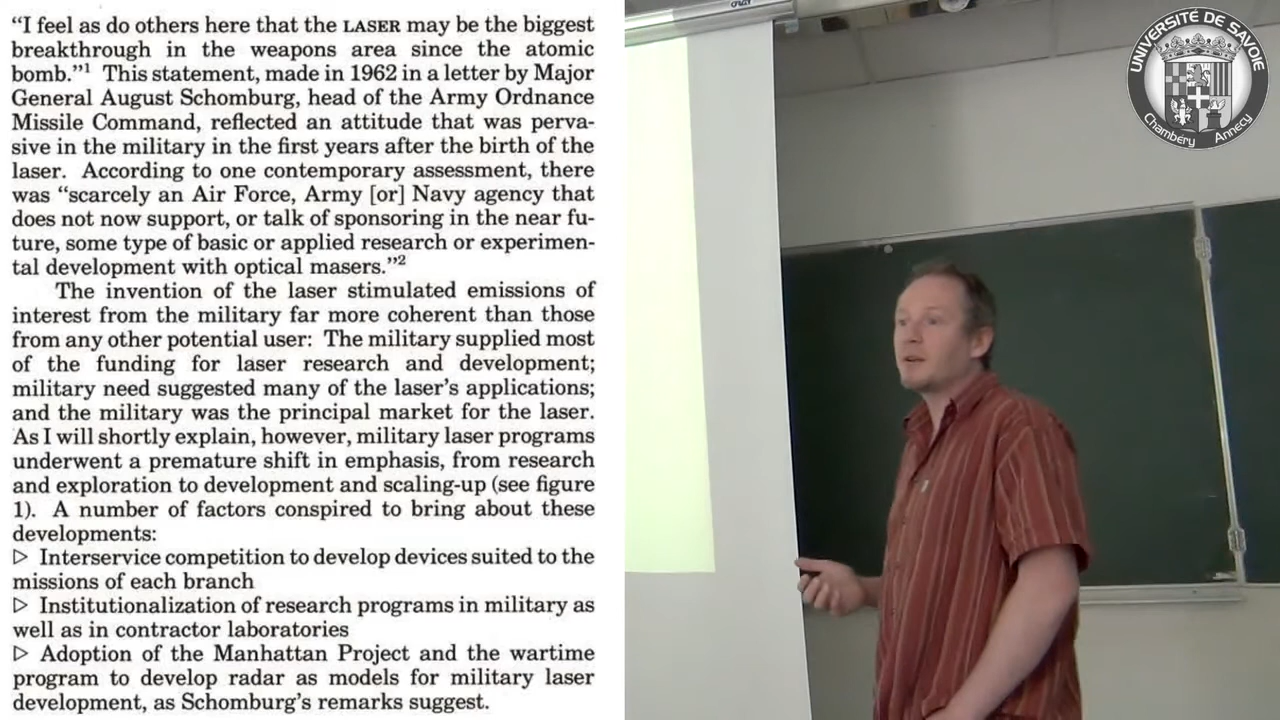 “I feel as do others here that the LASER may be the biggest
breakthrough in the weapons area since the atomic
bomb.”1 This statement, made in 1962 in a letter by Major
General August Schomburg, head of the Army Ordnance
Missile Command, reflected an attitude that was perva-
sive in the military in the first years after the birth of the
laser. According to one contemporary assessment, there
was “scarcely an Air Force, Army [or] Navy agency that
does not now support, or talk of sponsoring in the near fu-
ture, some type of basic or applied research or experimen-
tal development with optical masers.”2
The invention of the laser stimulated emissions of
interest from the military far more coherent than those
from any other potential user: The military supplied most
of the funding for laser research and development;
military need suggested many of the laser’s applications;
and the military was the principal market for the laser.
As I will shortly explain, however, military laser programs
underwent a premature shift in emphasis, from research
and exploration to development and scaling-up (see figure
1). A number of factors conspired to bring about these
developments:
▷ Interservice competition to develop devices suited to the
missions of each branch
▷ Institutionalization of research programs in military as
well as in contractor laboratories
▷ Adoption of the Manhattan Project and the wartime
program to develop radar as models for military laser
development, as Schomburg’s remarks suggest.
UNIVERSITÉ DE SAVOIE
Chambéry Annecy